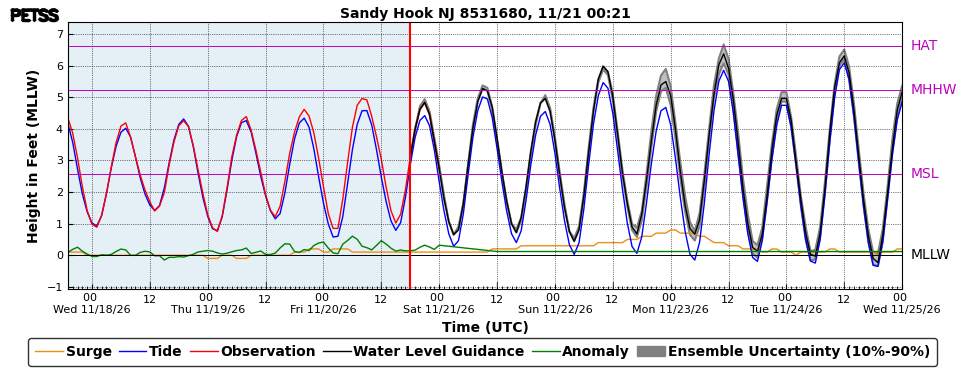 PETSS
Sandy Hook NJ 8531680, 11/21 00:21
Height in Feet (MLLW)
7
6
5
4
3
2
1
0
−1
HAT
MHHW
MSL
MLLW
00 12 00 12 00 12 00 12 00 12 00 12 00 12 00
Wed 11/18/26 Thu 11/19/26 Fri 11/20/26 Sat 11/21/26 Sun 11/22/26 Mon 11/23/26 Tue 11/24/26 Wed 11/25/26
Time (UTC)
Surge Tide Observation Water Level Guidance Anomaly Ensemble Uncertainty (10%-90%)